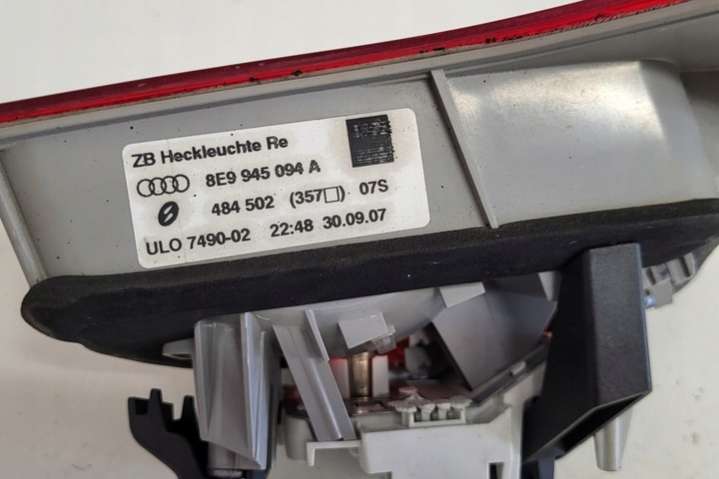 ZB Heckleuchte Re
8E9 945 094 A
484 502 (357□) 07S
ULO 7490-02 22:48 30.09.07